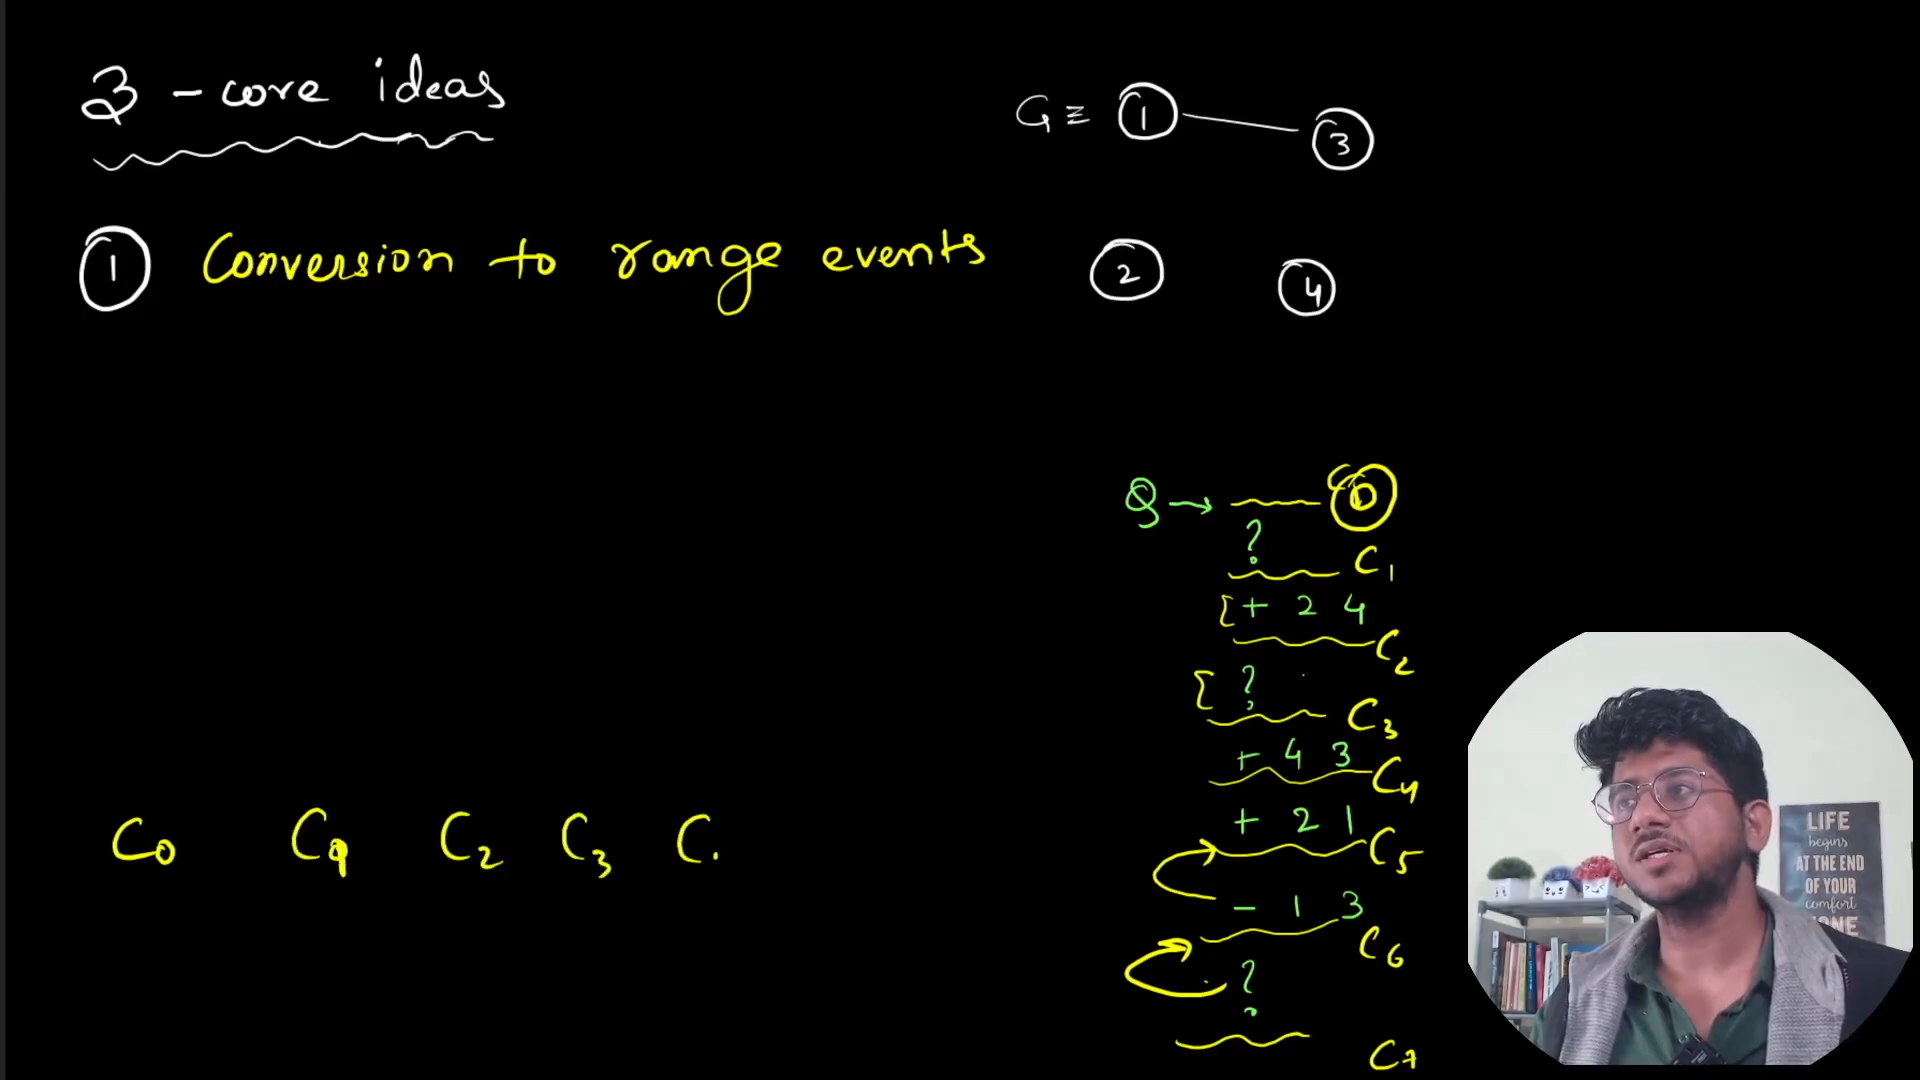 3 - core ideas
G ≡ 1 3
1 Conversion to range events
2 4
Q → C0
?
C1
[ + 2 4
C2
[ ?
C3
+ 4 3
C4
+ 2 1
C5
- 1 3
C6
?
C7
C0 C1 C2 C3 C.
LIFE
begins
AT THE END
OF YOUR
comfort